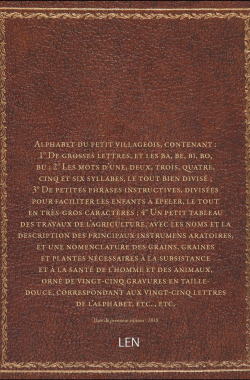 Alphabet du petit villageois, contenant :
1° De grosses lettres, et les ba, be, bi, bo,
bu ; 2° Les mots d'une, deux, trois, quatre,
cinq et six syllabes, le tout bien divisé ;
3° De petites phrases instructives, divisées
pour faciliter les enfants à épeler, le tout
en très-gros caractères ; 4° Un petit tableau
des travaux de l'agriculture, avec les noms et la
description des principaux instrumens aratoires,
et une nomenclature des grains, graines
et plantes nécessaires à la subsistance
et à la santé de l'homme et des animaux,
orné de vingt-cinq gravures en taille-
douce, correspondant aux vingt-cinq lettres
de l'alphabet, etc., etc.
Date de première édition :
LEN